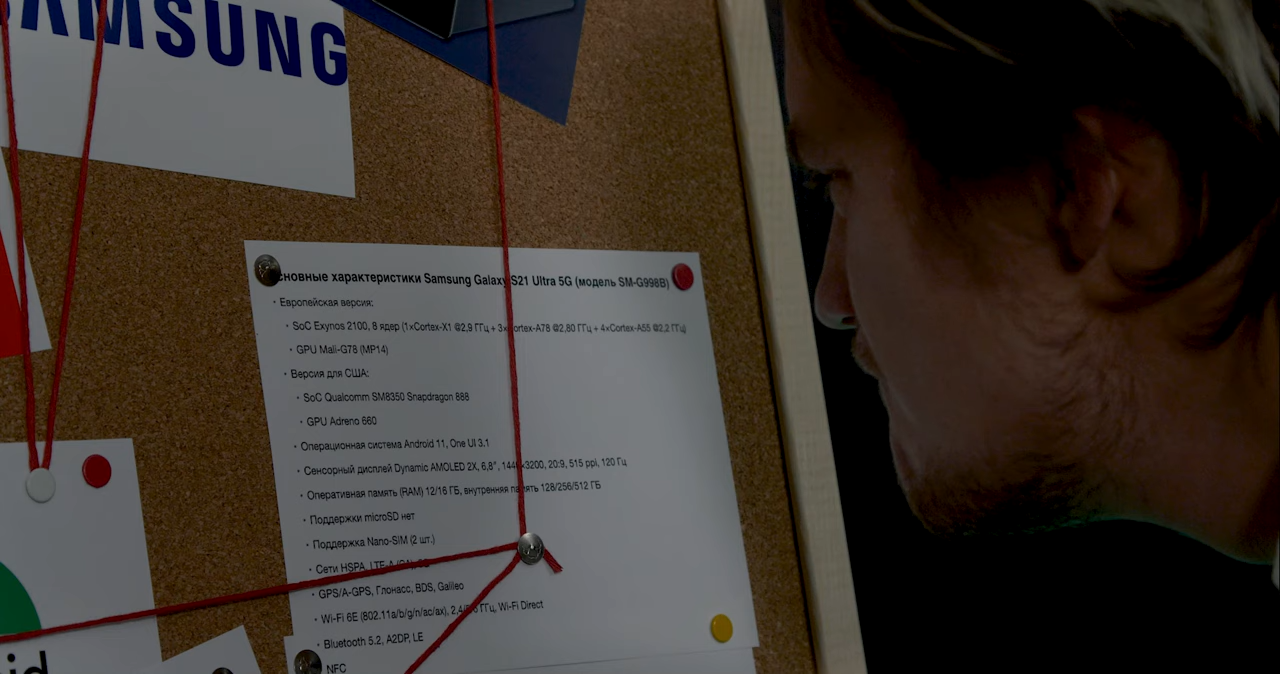 SAMSUNG
сновные характеристики Samsung Galaxy S21 Ultra 5G (модель SM-G998B)
• Европейская версия:
• SoC Exynos 2100, 8 ядер (1×Cortex-X1 @2,9 ГГц + 3×Cortex-A78 @2,80 ГГц + 4×Cortex-A55 @2,2 ГГц)
• GPU Mali-G78 (MP14)
• Версия для США:
• SoC Qualcomm SM8350 Snapdragon 888
• GPU Adreno 660
• Операционная система Android 11, One UI 3.1
• Сенсорный дисплей Dynamic AMOLED 2X, 6,8″, 1440×3200, 20:9, 515 ppi, 120 Гц
• Оперативная память (RAM) 12/16 ГБ, внутренняя память 128/256/512 ГБ
• Поддержки microSD нет
• Поддержка Nano-SIM (2 шт.)
• Сети HSPA, LTE-A
• GPS/A-GPS, Глонасс, BDS, Galileo
• Wi-Fi 6E (802.11a/b/g/n/ac/ax), ГГц, Wi-Fi Direct
• Bluetooth 5.2, A2DP, LE
NFC
id